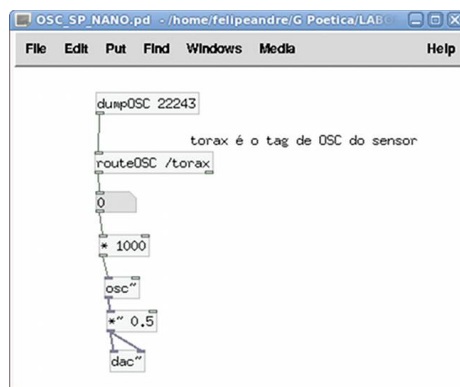 OSC_SP_NANO.pd - /home/felipeandre/G Poetica/LAB
File Edit Put Find Windows Media Help
dumpOSC 22243
torax é o tag de OSC do sensor
routeOSC /torax
0
* 1000
osc~
*~ 0.5
dac~